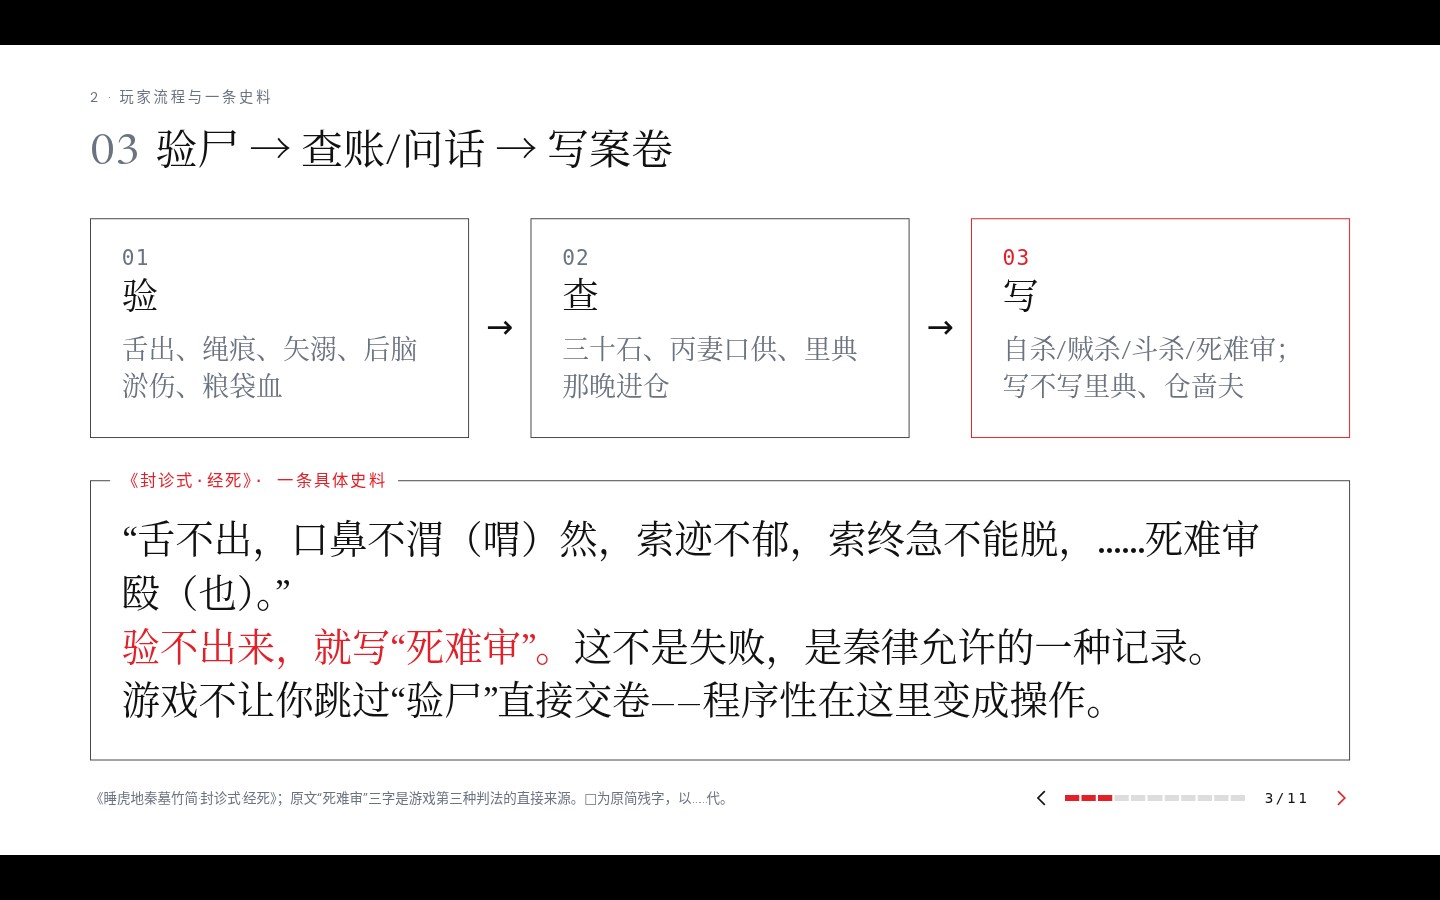 2 · 玩家流程与一条史料
03 验尸 → 查账/问话 → 写案卷
01
验
舌出、绳痕、矢溺、后脑
淤伤、粮袋血
→
02
查
三十石、丙妻口供、里典
那晚进仓
→
03
写
自杀/贼杀/斗杀/死难审；
写不写里典、仓啬夫
《封诊式·经死》· 一条具体史料
“舌不出，口鼻不渭（喟）然，索迹不郁，索终急不能脱，……死难审
殹（也）。”
验不出来，就写“死难审”。这不是失败，是秦律允许的一种记录。
游戏不让你跳过“验尸”直接交卷——程序性在这里变成操作。
《睡虎地秦墓竹简·封诊式·经死》；原文“死难审”三字是游戏第三种判法的直接来源。□为原简残字，以……代。
3/11